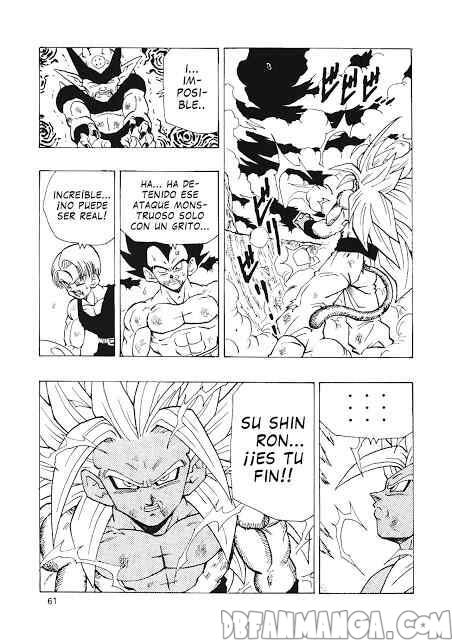 I...
IM-
POSI-
BLE..
INCREÍBLE...
¡NO PUEDE
SER REAL!
HA... HA DE-
TENIDO ESE
ATAQUE MONS-
TRUOSO SOLO
CON UN GRITO...
SU SHIN
RON...
¡¡ES TU
FIN!!
61
DBFANMANGA.COM